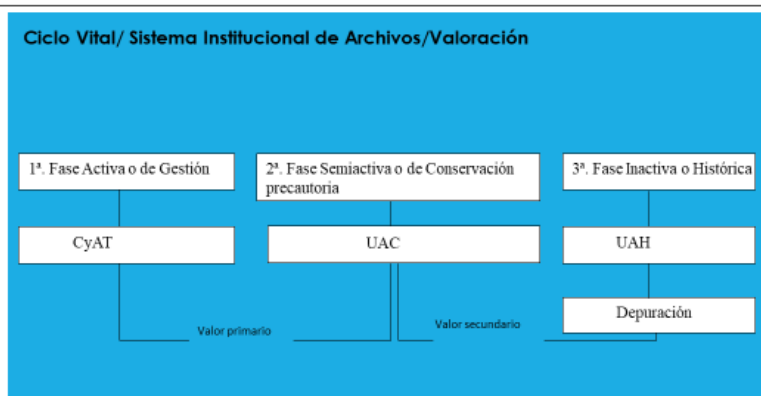 Ciclo Vital/ Sistema Institucional de Archivos/Valoración
1ª. Fase Activa o de Gestión
2ª. Fase Semiactiva o de Conservación
precautoria
3ª. Fase Inactiva o Histórica
CyAT
UAC
UAH
Depuración
Valor primario
Valor secundario